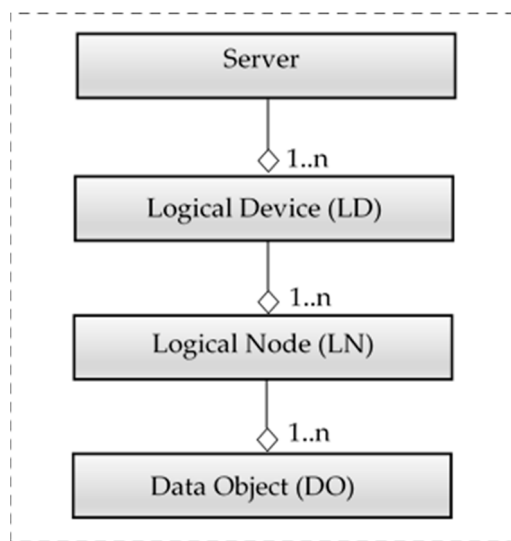 Server
1..n
Logical Device (LD)
1..n
Logical Node (LN)
1..n
Data Object (DO)